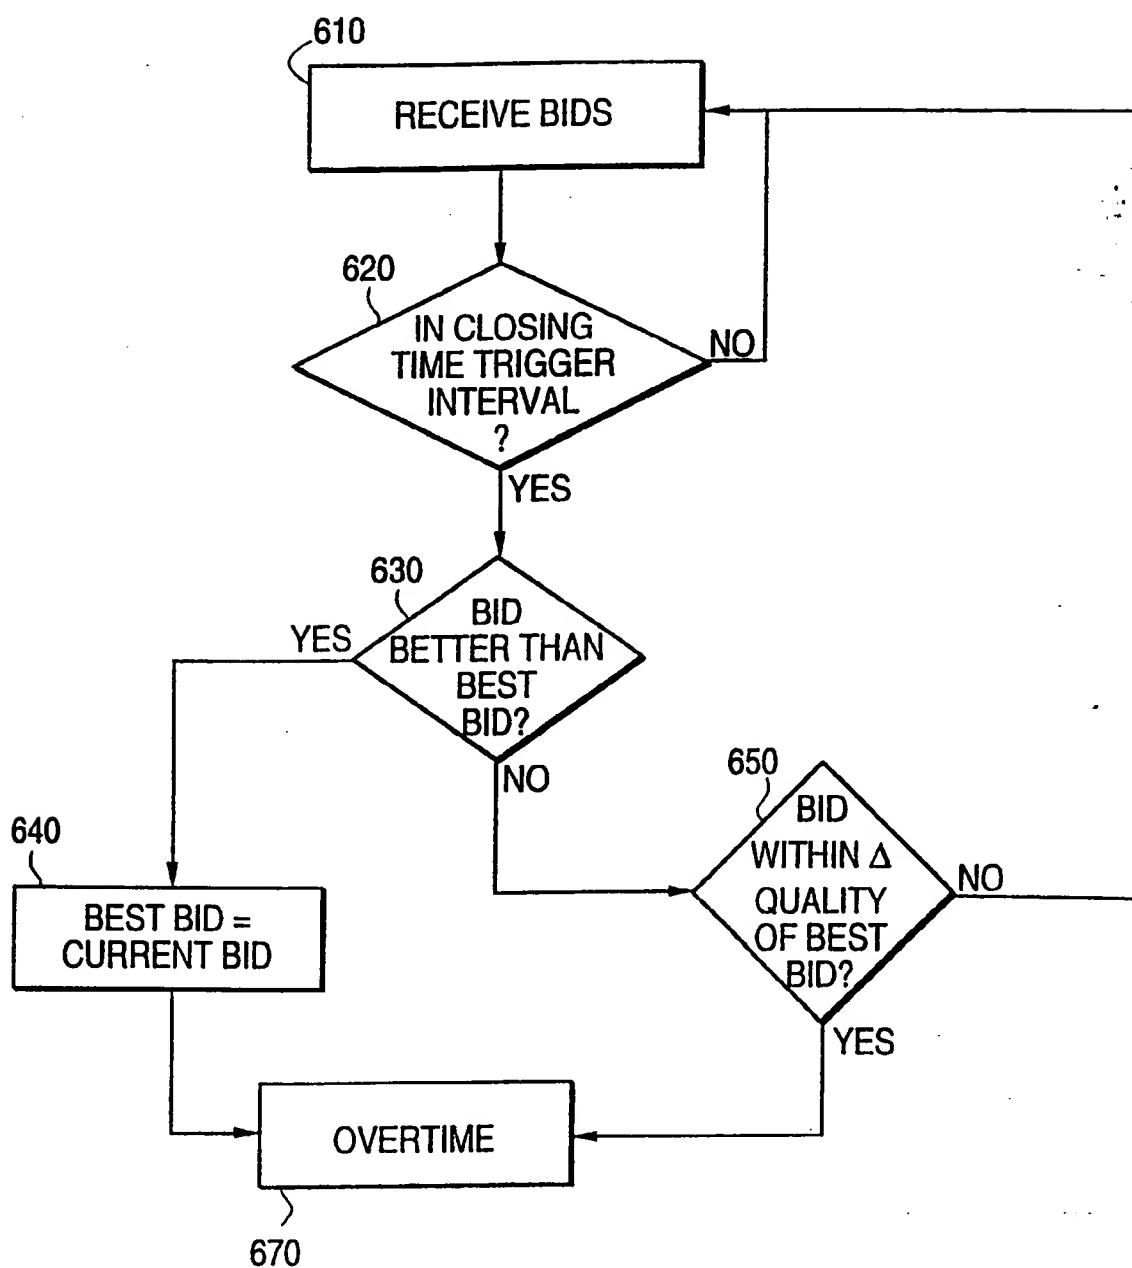 610
RECEIVE BIDS
620
IN CLOSING
TIME TRIGGER
INTERVAL
?
NO
YES
630
BID
BETTER THAN
BEST
BID?
YES
NO
640
BEST BID =
CURRENT BID
650
BID
WITHIN Δ
QUALITY
OF BEST
BID?
NO
YES
OVERTIME
670